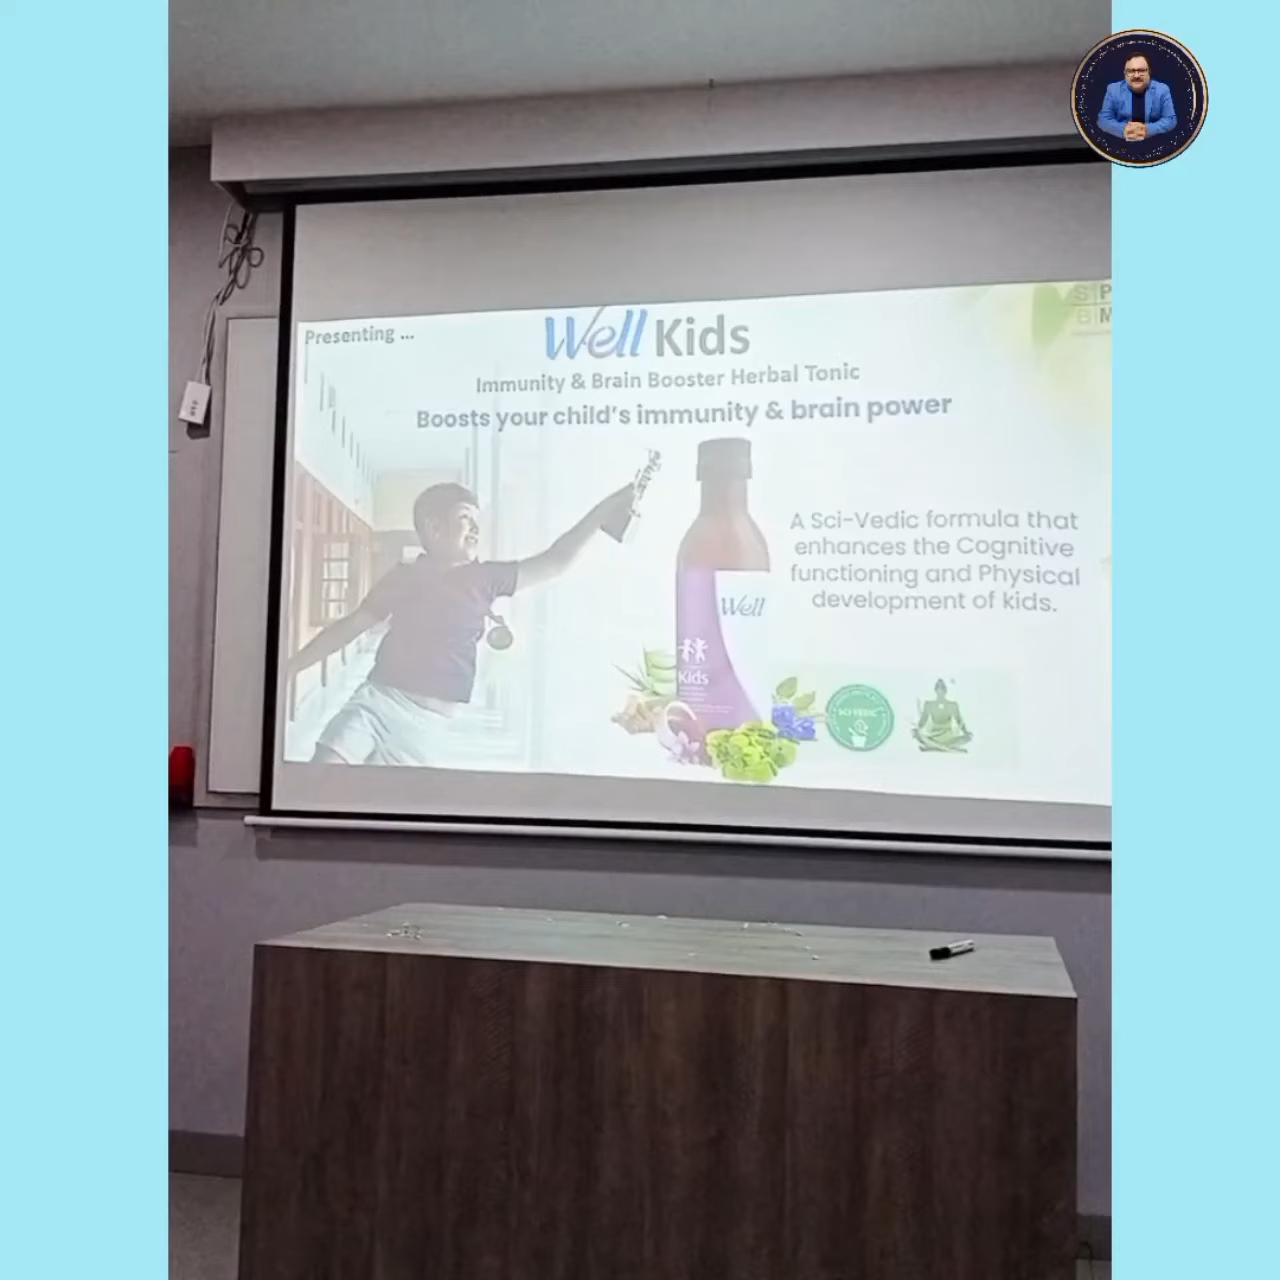 Presenting ...
Well Kids
Immunity & Brain Booster Herbal Tonic
Boosts your child's immunity & brain power
A Sci-Vedic formula that
enhances the Cognitive
functioning and Physical
development of kids.
Well
Kids
SCI-VEDIC